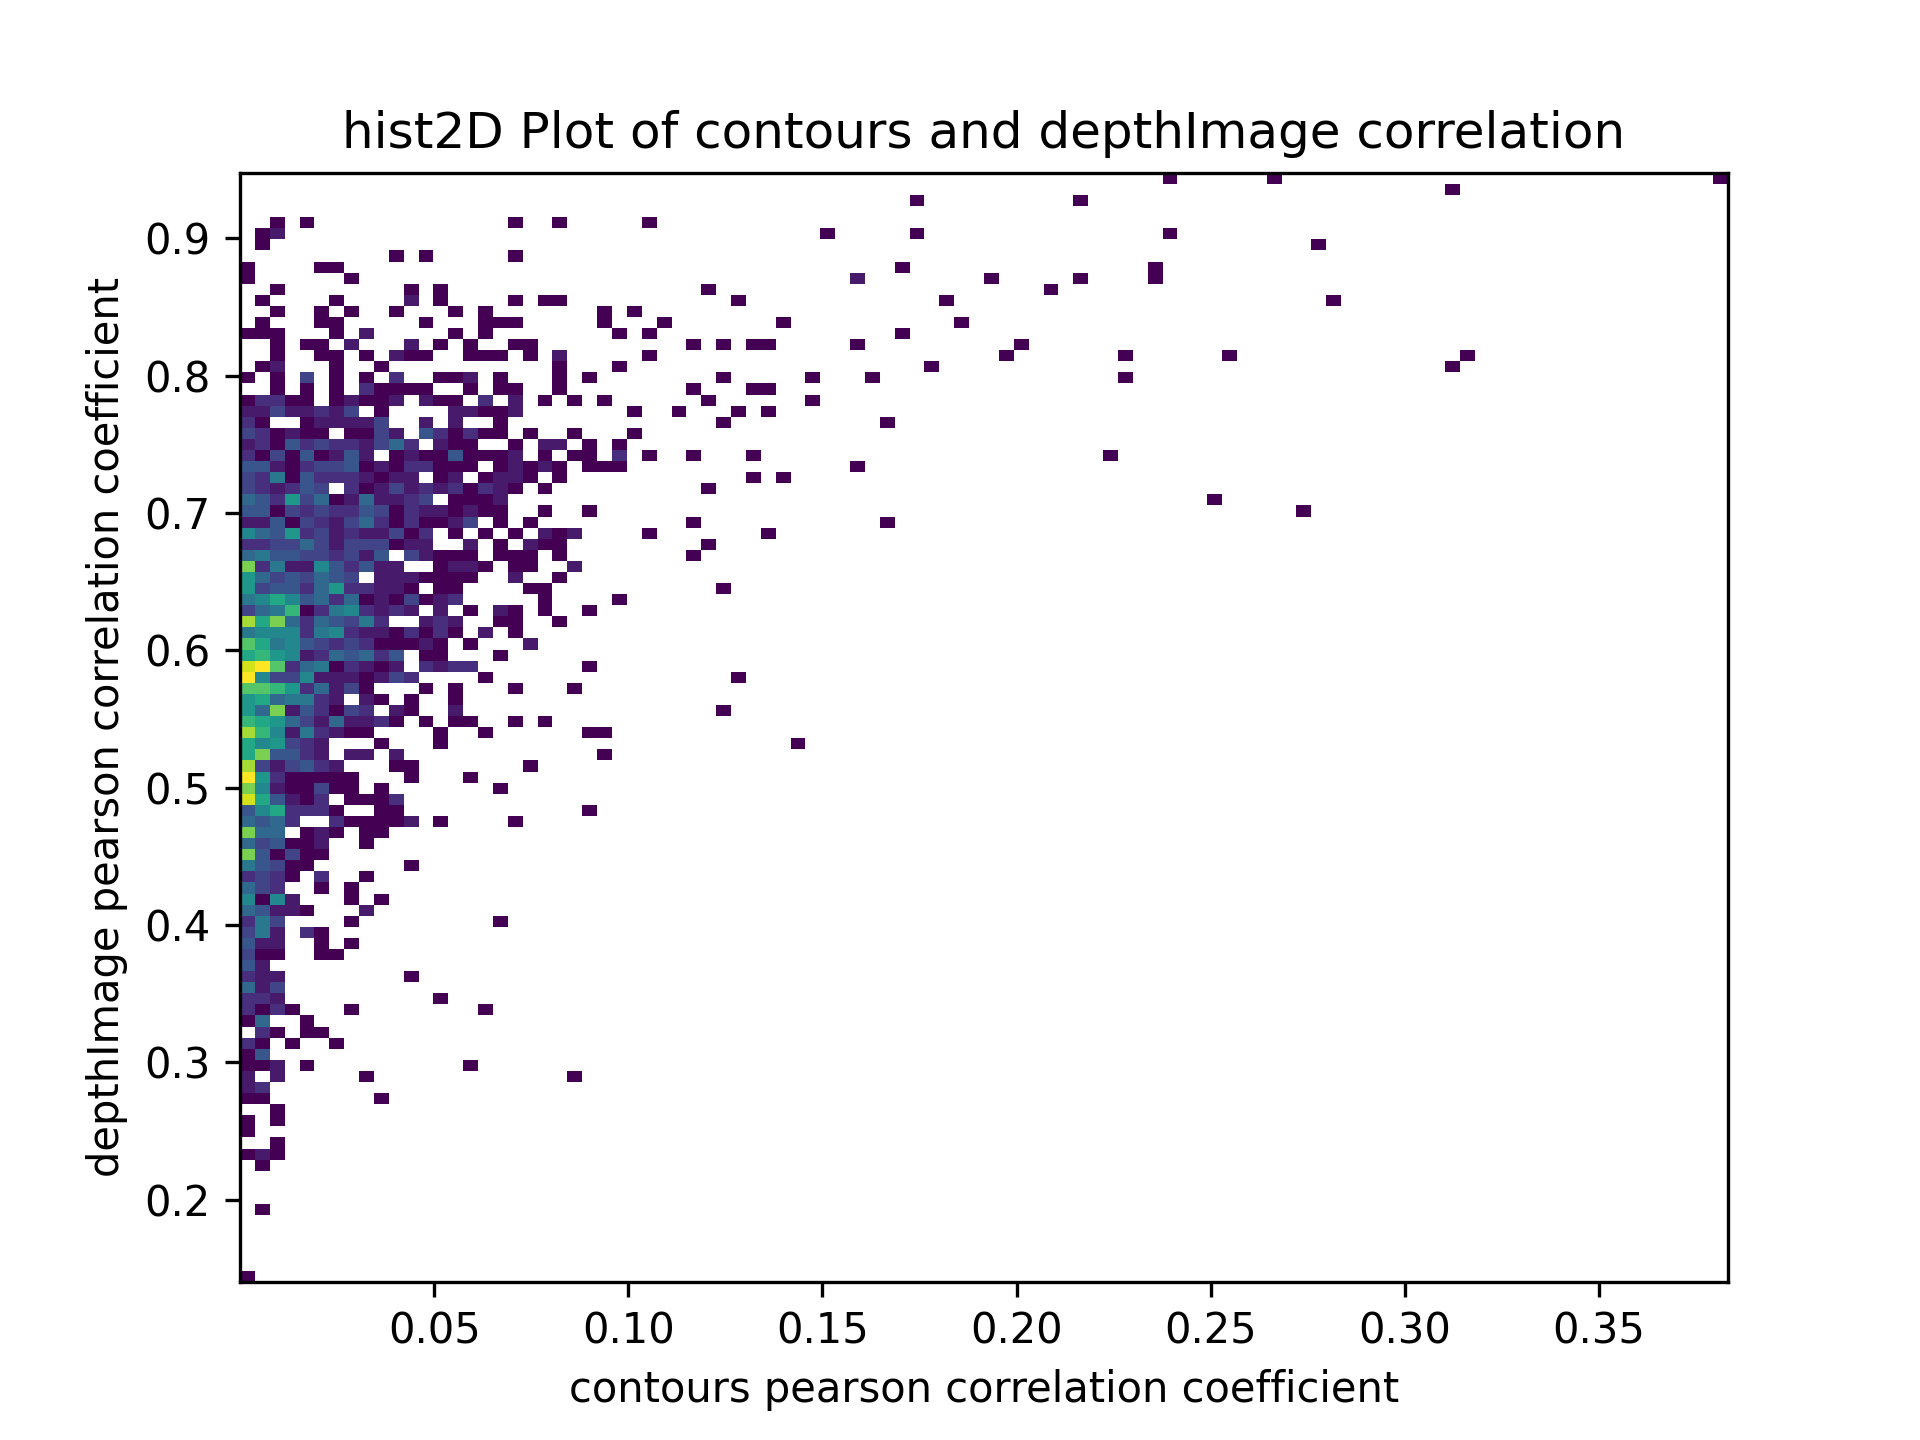 hist2D Plot of contours and depthImage correlation
depthImage pearson correlation coefficient
0.9
0.8
0.7
0.6
0.5
0.4
0.3
0.2
0.05 0.10 0.15 0.20 0.25 0.30 0.35
contours pearson correlation coefficient